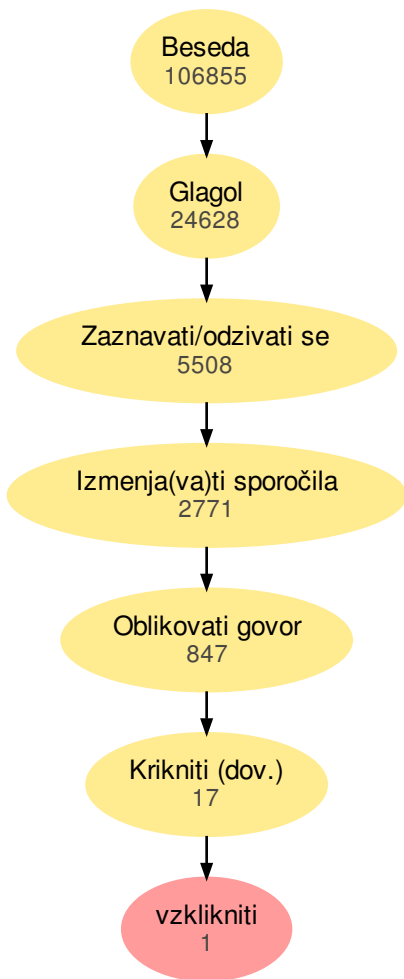 Beseda
106855
Glagol
24628
Zaznavati/odzivati se
5508
Izmenja(va)ti sporočila
2771
Oblikovati govor
847
Krikniti (dov.)
17
vzklikniti
1